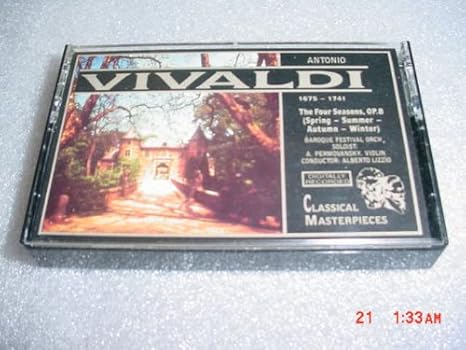 ANTONIO
VIVALDI
1675 - 1741
The Four Seasons, OP.8
(Spring - Summer -
Autumn - Winter)
BAROQUE FESTIVAL ORCH.,
SOLOIST:
A. PERMOVANSKY, VIOLIN
CONDUCTOR: ALBERTO LIZZIO
DIGITALLY
RECORDED
CLASSICAL
MASTERPIECES
21 1:33AM